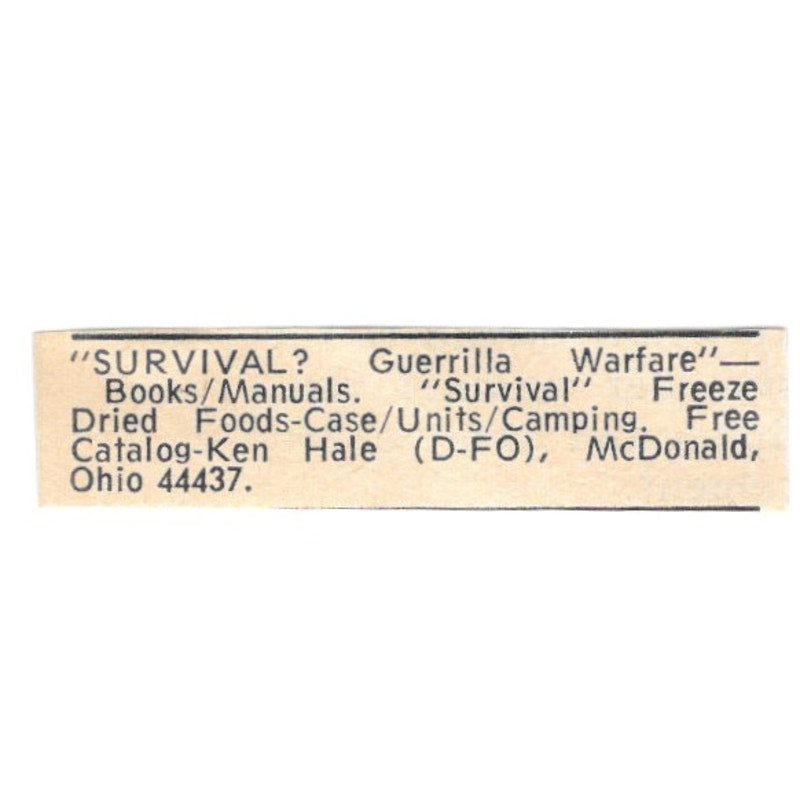 "SURVIVAL? Guerrilla Warfare"—
Books/Manuals. "Survival" Freeze
Dried Foods-Case/Units/Camping. Free
Catalog-Ken Hale (D-FO), McDonald,
Ohio 44437.